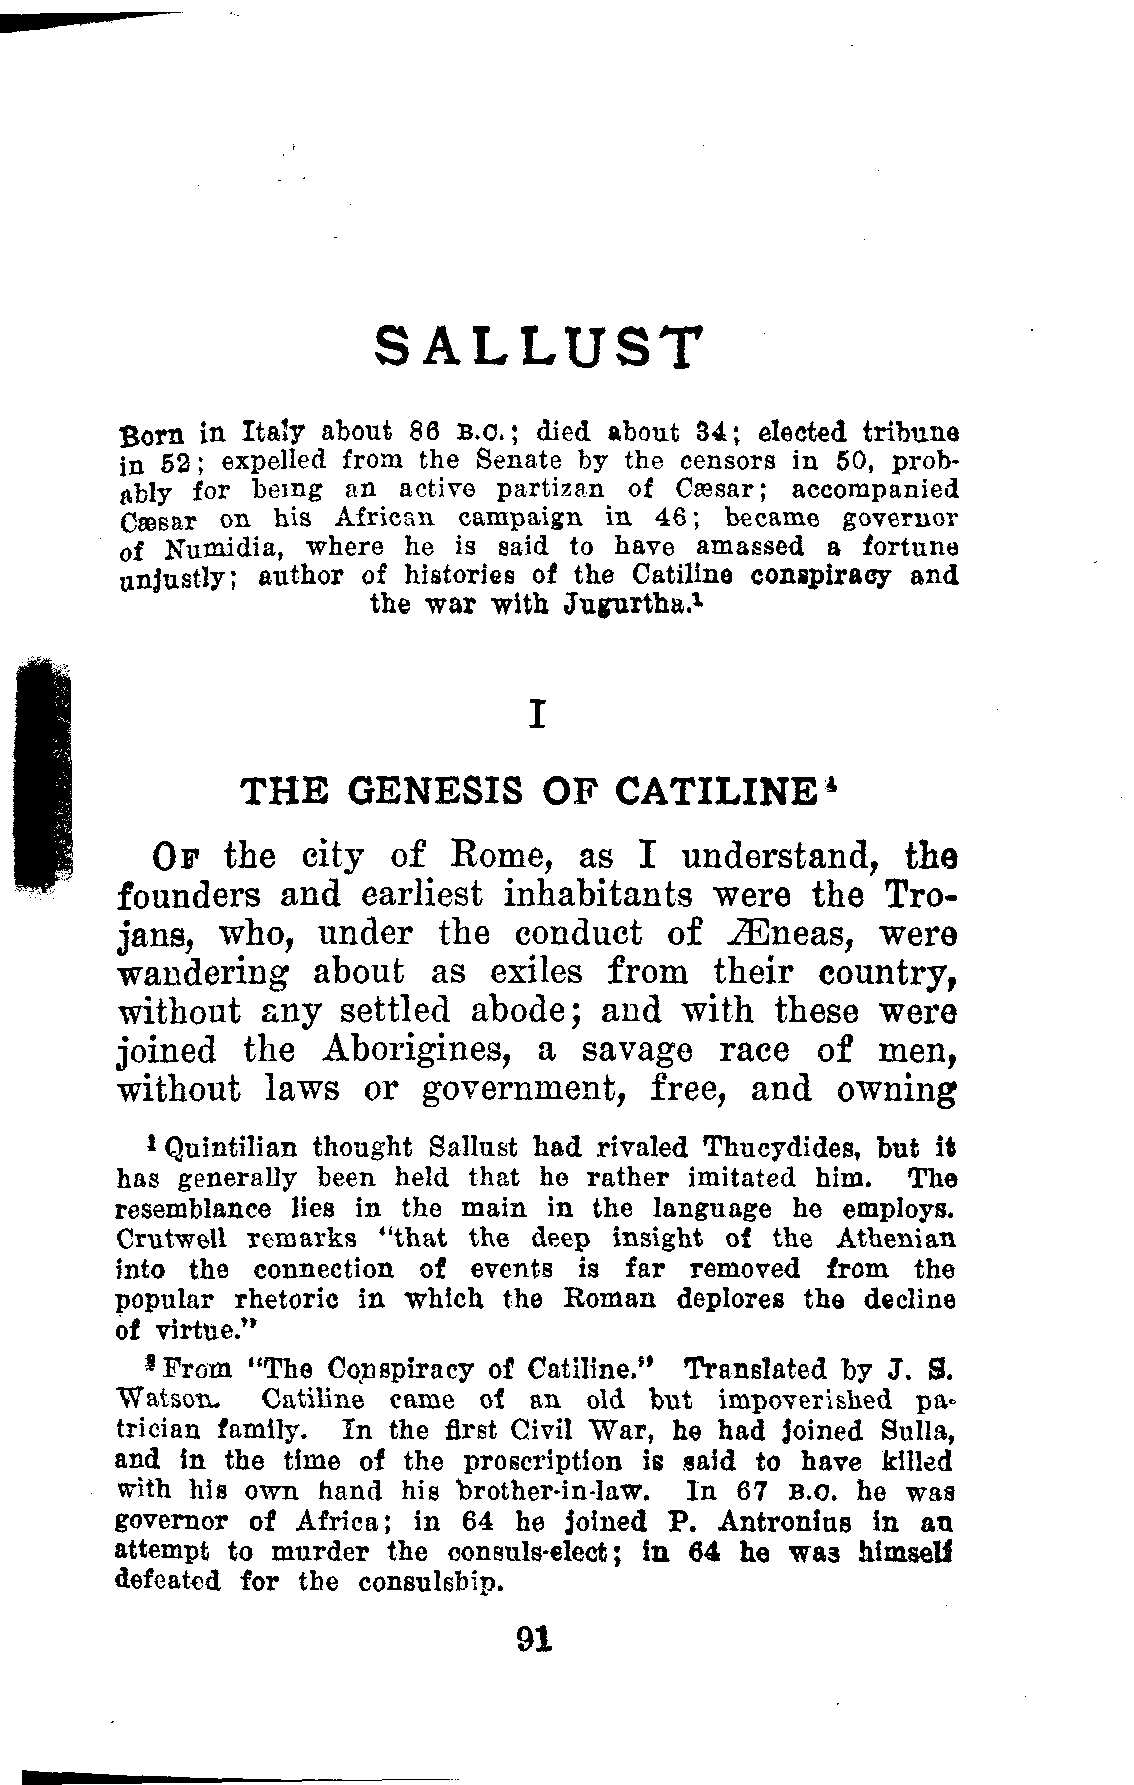 SALLUST
Born in Italy about 86 B.C.; died about 34; elected tribune
in 52; expelled from the Senate by the censors in 50, prob-
ably for being an active partizan of Cæsar; accompanied
Cæsar on his African campaign in 46; became governor
of Numidia, where he is said to have amassed a fortune
unjustly; author of histories of the Catiline conspiracy and
the war with Jugurtha.¹
I
THE GENESIS OF CATILINE²
OF the city of Rome, as I understand, the
founders and earliest inhabitants were the Tro-
jans, who, under the conduct of Æneas, were
wandering about as exiles from their country,
without any settled abode; and with these were
joined the Aborigines, a savage race of men,
without laws or government, free, and owning
¹ Quintilian thought Sallust had rivaled Thucydides, but it
has generally been held that he rather imitated him. The
resemblance lies in the main in the language he employs.
Crutwell remarks "that the deep insight of the Athenian
into the connection of events is far removed from the
popular rhetoric in which the Roman deplores the decline
of virtue."
² From "The Conspiracy of Catiline." Translated by J. S.
Watson. Catiline came of an old but impoverished pa-
trician family. In the first Civil War, he had joined Sulla,
and in the time of the proscription is said to have killed
with his own hand his brother-in-law. In 67 B.C. he was
governor of Africa; in 64 he joined P. Antronius in an
attempt to murder the consuls-elect; in 64 he was himself
defeated for the consulship.
91